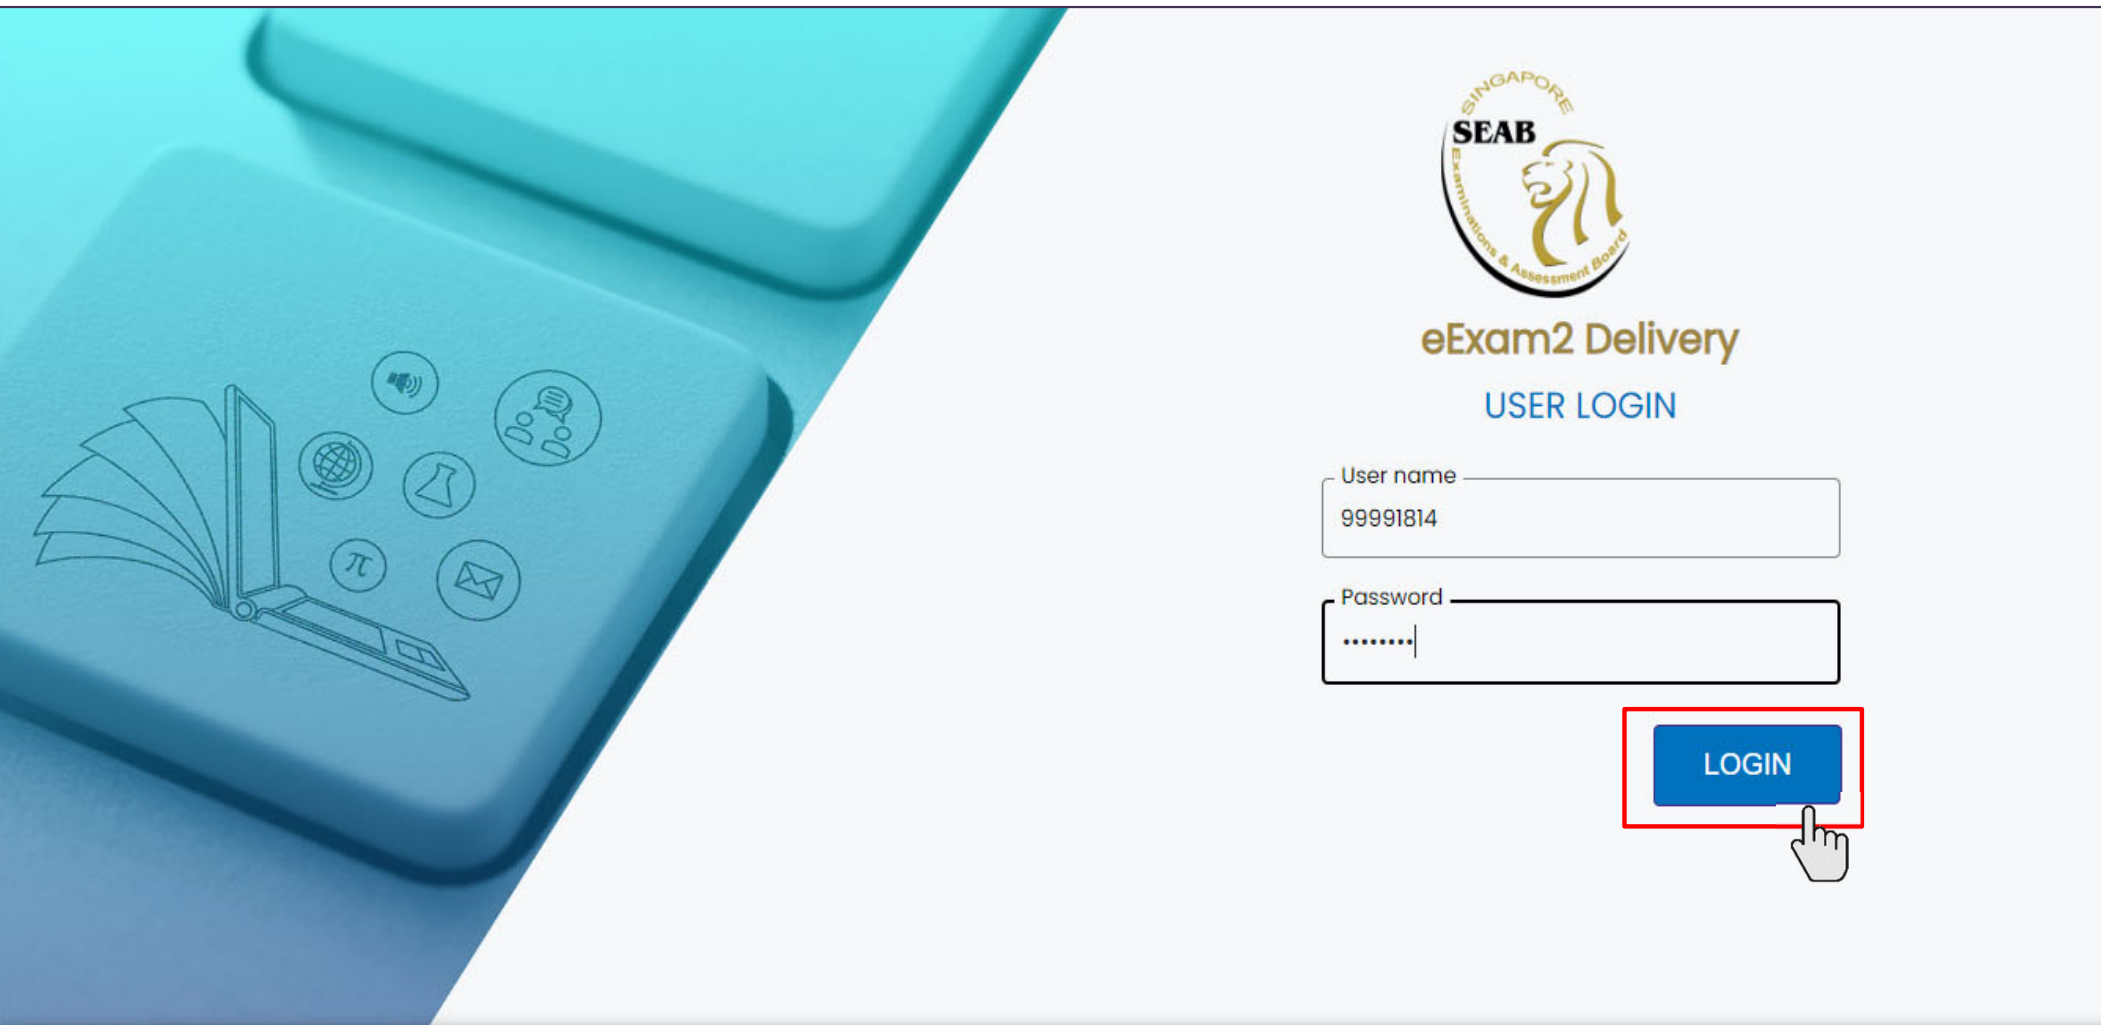 SINGAPORE
SEAB
Examinations & Assessment Board
eExam2 Delivery
USER LOGIN
User name
99991814
Password
••••••••
LOGIN
π